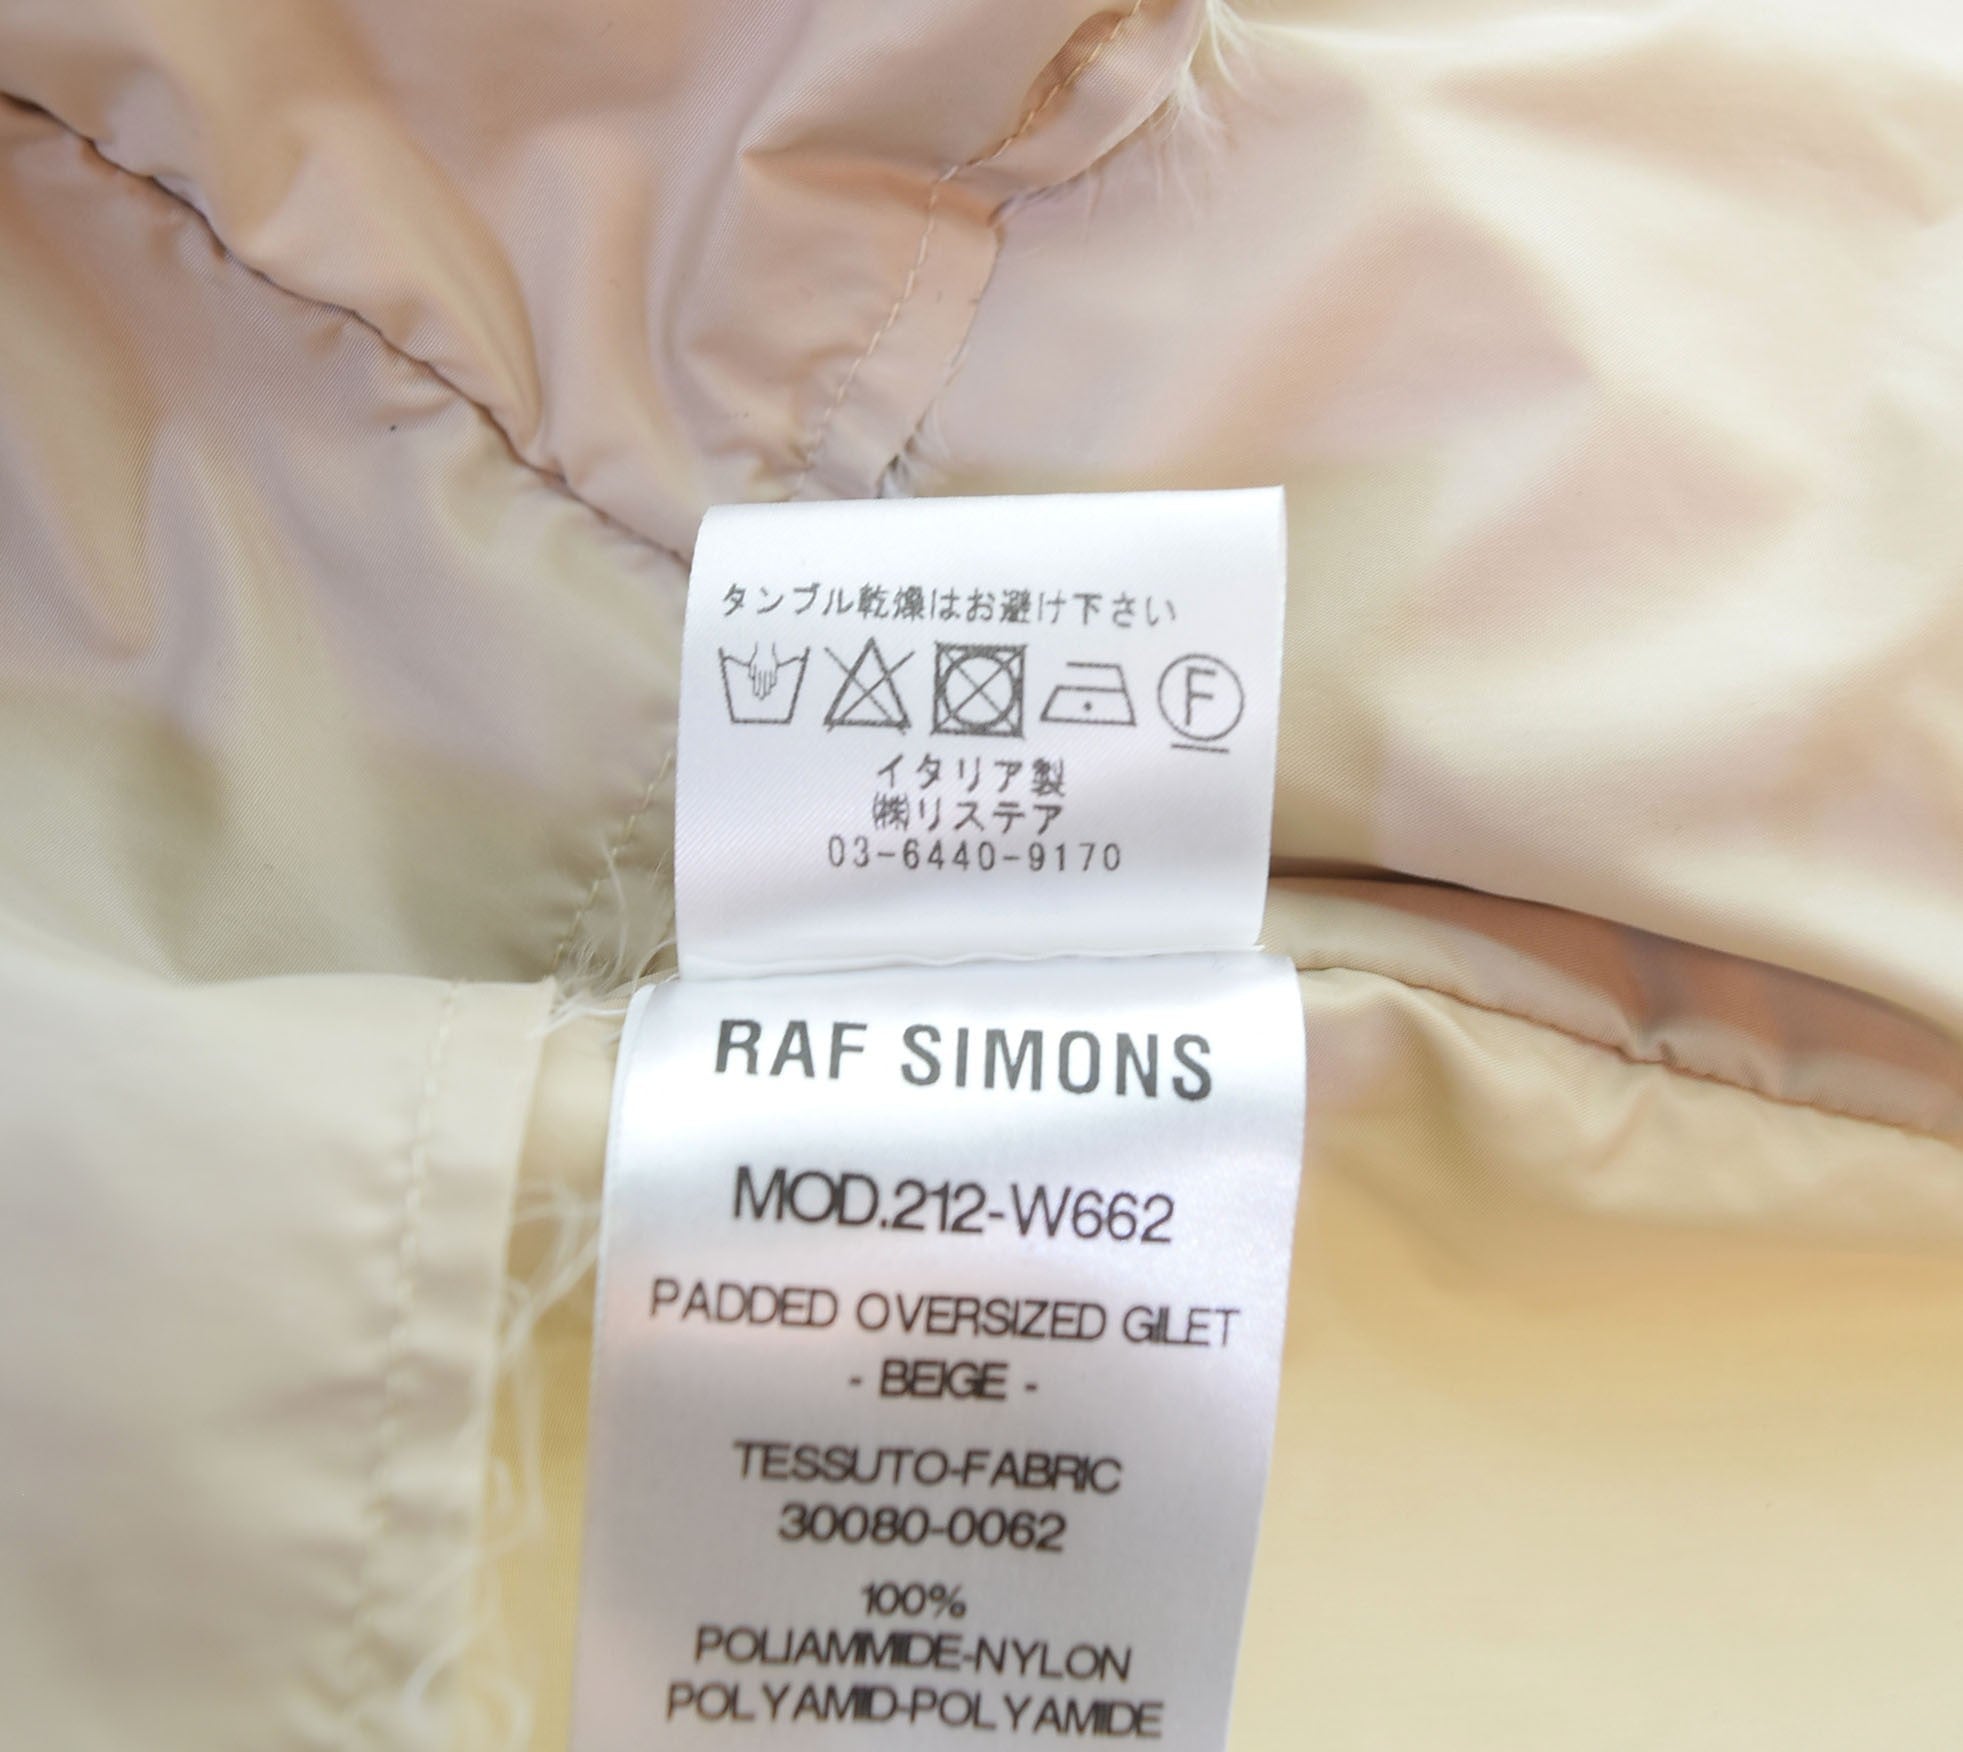 タンブル乾燥はお避け下さい
F
イタリア製
㈱リステア
03-6440-9170
RAF SIMONS
MOD.212-W662
PADDED OVERSIZED GILET
- BEIGE -
TESSUTO-FABRIC
30080-0062
100%
POLIAMMIDE-NYLON
POLYAMID-POLYAMIDE